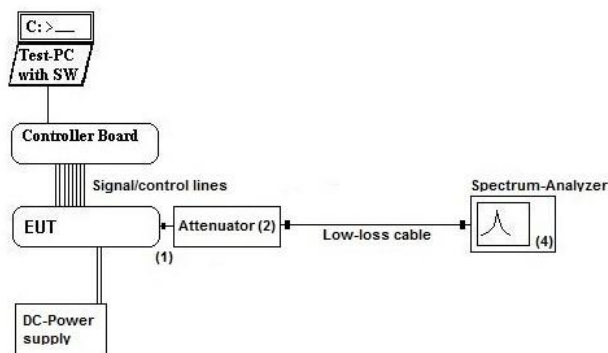 C: >__
Test-PC
with SW
Controller Board
Signal/control lines
Spectrum-Analyzer
EUT
Attenuator (2)
Low-loss cable
(4)
(1)
DC-Power
supply